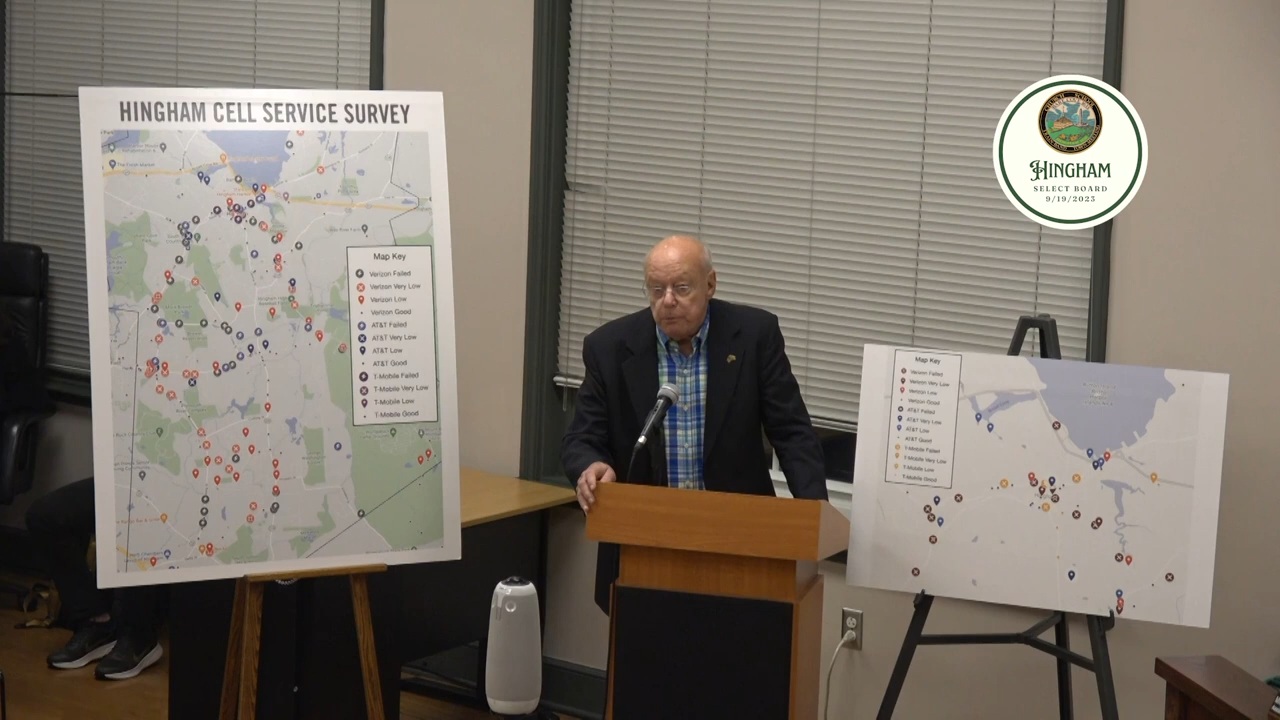 HINGHAM CELL SERVICE SURVEY
Map Key
Verizon Failed
Verizon Very Low
Verizon Low
Verizon Good
AT&T Failed
AT&T Very Low
AT&T Low
AT&T Good
T-Mobile Failed
T-Mobile Very Low
T-Mobile Low
T-Mobile Good
HINGHAM
SELECT BOARD
9/19/2023
Map Key
Verizon Failed
Verizon Very Low
Verizon Low
Verizon Good
AT&T Failed
AT&T Very Low
AT&T Low
AT&T Good
T-Mobile Failed
T-Mobile Very Low
T-Mobile Low
T-Mobile Good